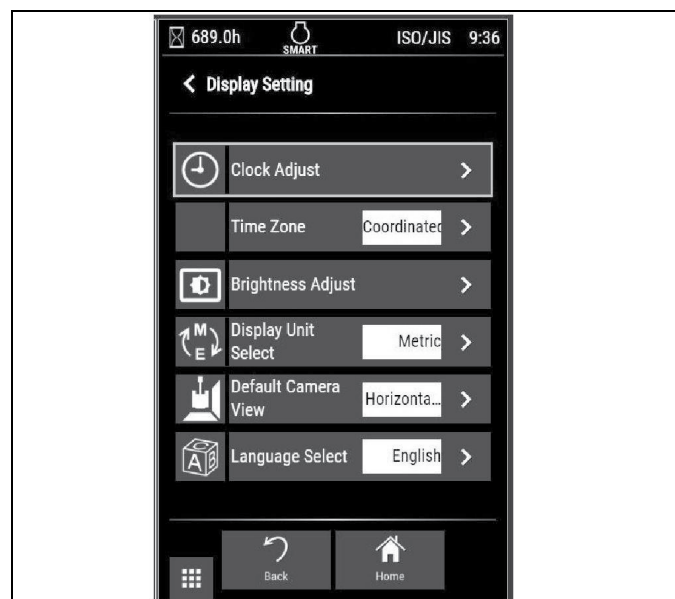 689.0h SMART ISO/JIS 9:36
Display Setting
Clock Adjust
Time Zone Coordinated
Brightness Adjust
M
E
Display Unit
Select
Metric
Default Camera
View
Horizonta...
A B
Language Select English
Back Home